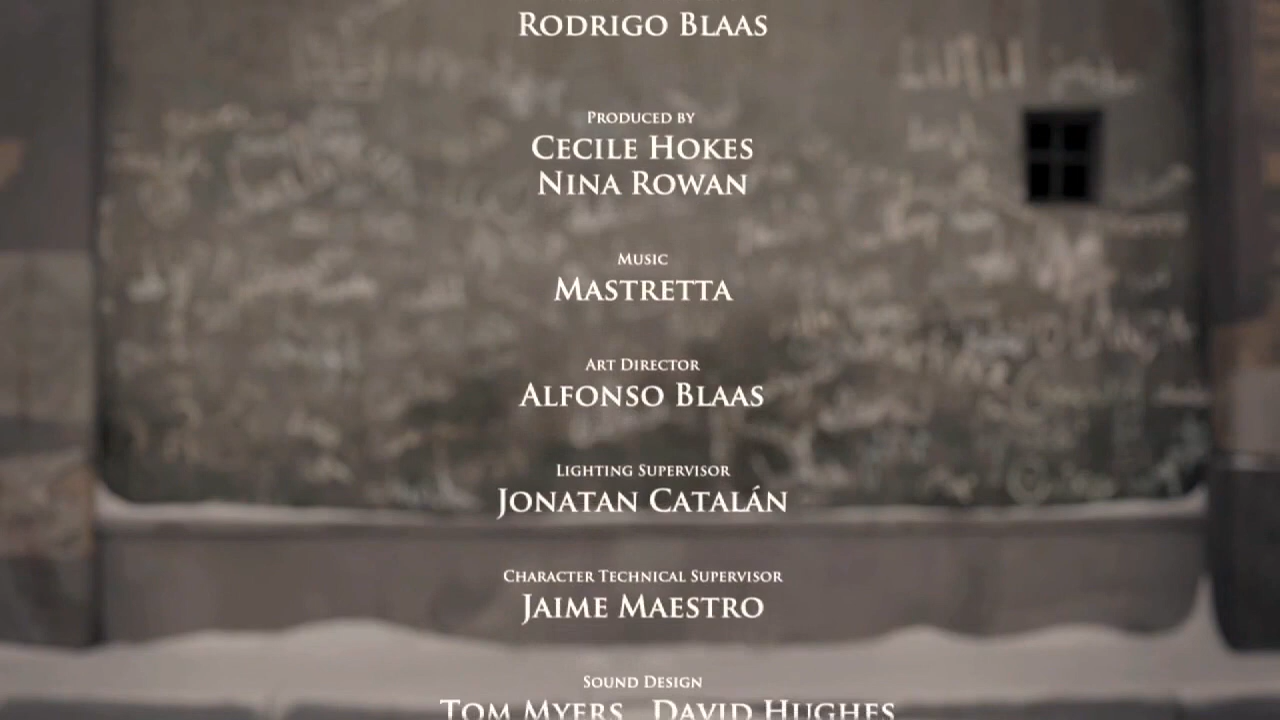 RODRIGO BLAAS
PRODUCED BY
CECILE HOKES
NINA ROWAN
MUSIC
MASTRETTA
ART DIRECTOR
ALFONSO BLAAS
LIGHTING SUPERVISOR
JONATAN CATALÁN
CHARACTER TECHNICAL SUPERVISOR
JAIME MAESTRO
SOUND DESIGN
TOM MYERS DAVID HUGHES